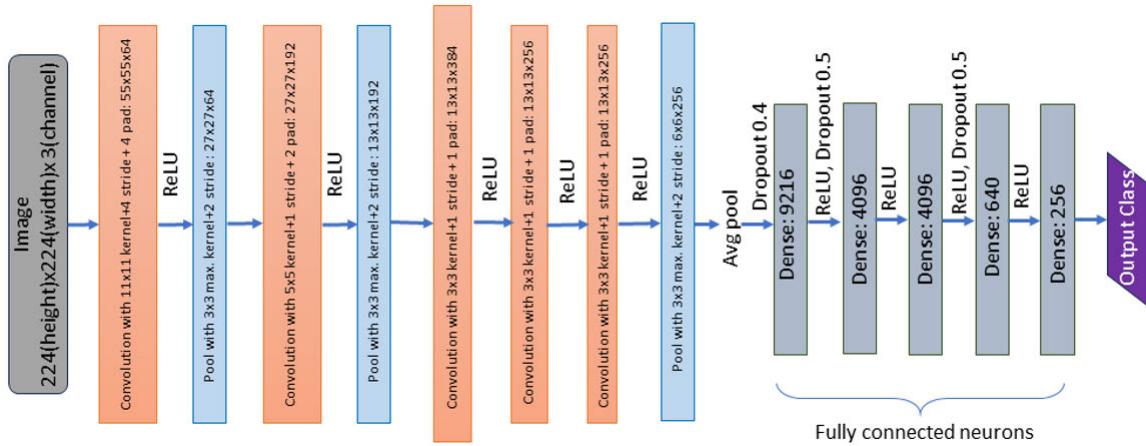 Image
224(height)x224(width)x 3(channel)
Convolution with 11x11 kernel+4 stride + 4 pad: 55x55x64
ReLU
Pool with 3x3 max. kernel+2 stride : 27x27x64
Convolution with 5x5 kernel+1 stride + 2 pad: 27x27x192
ReLU
Pool with 3x3 max. kernel+2 stride : 13x13x192
Convolution with 3x3 kernel+1 stride + 1 pad: 13x13x384
ReLU
Convolution with 3x3 kernel+1 stride + 1 pad: 13x13x256
ReLU
Convolution with 3x3 kernel+1 stride + 1 pad: 13x13x256
ReLU
Pool with 3x3 max. kernel+2 stride : 6x6x256
Avg pool
Dropout 0.4
Dense: 9216
ReLU, Dropout 0.5
Dense: 4096
ReLU
Dense: 4096
ReLU, Dropout 0.5
Dense: 640
ReLU
Dense: 256
Output Class
Fully connected neurons